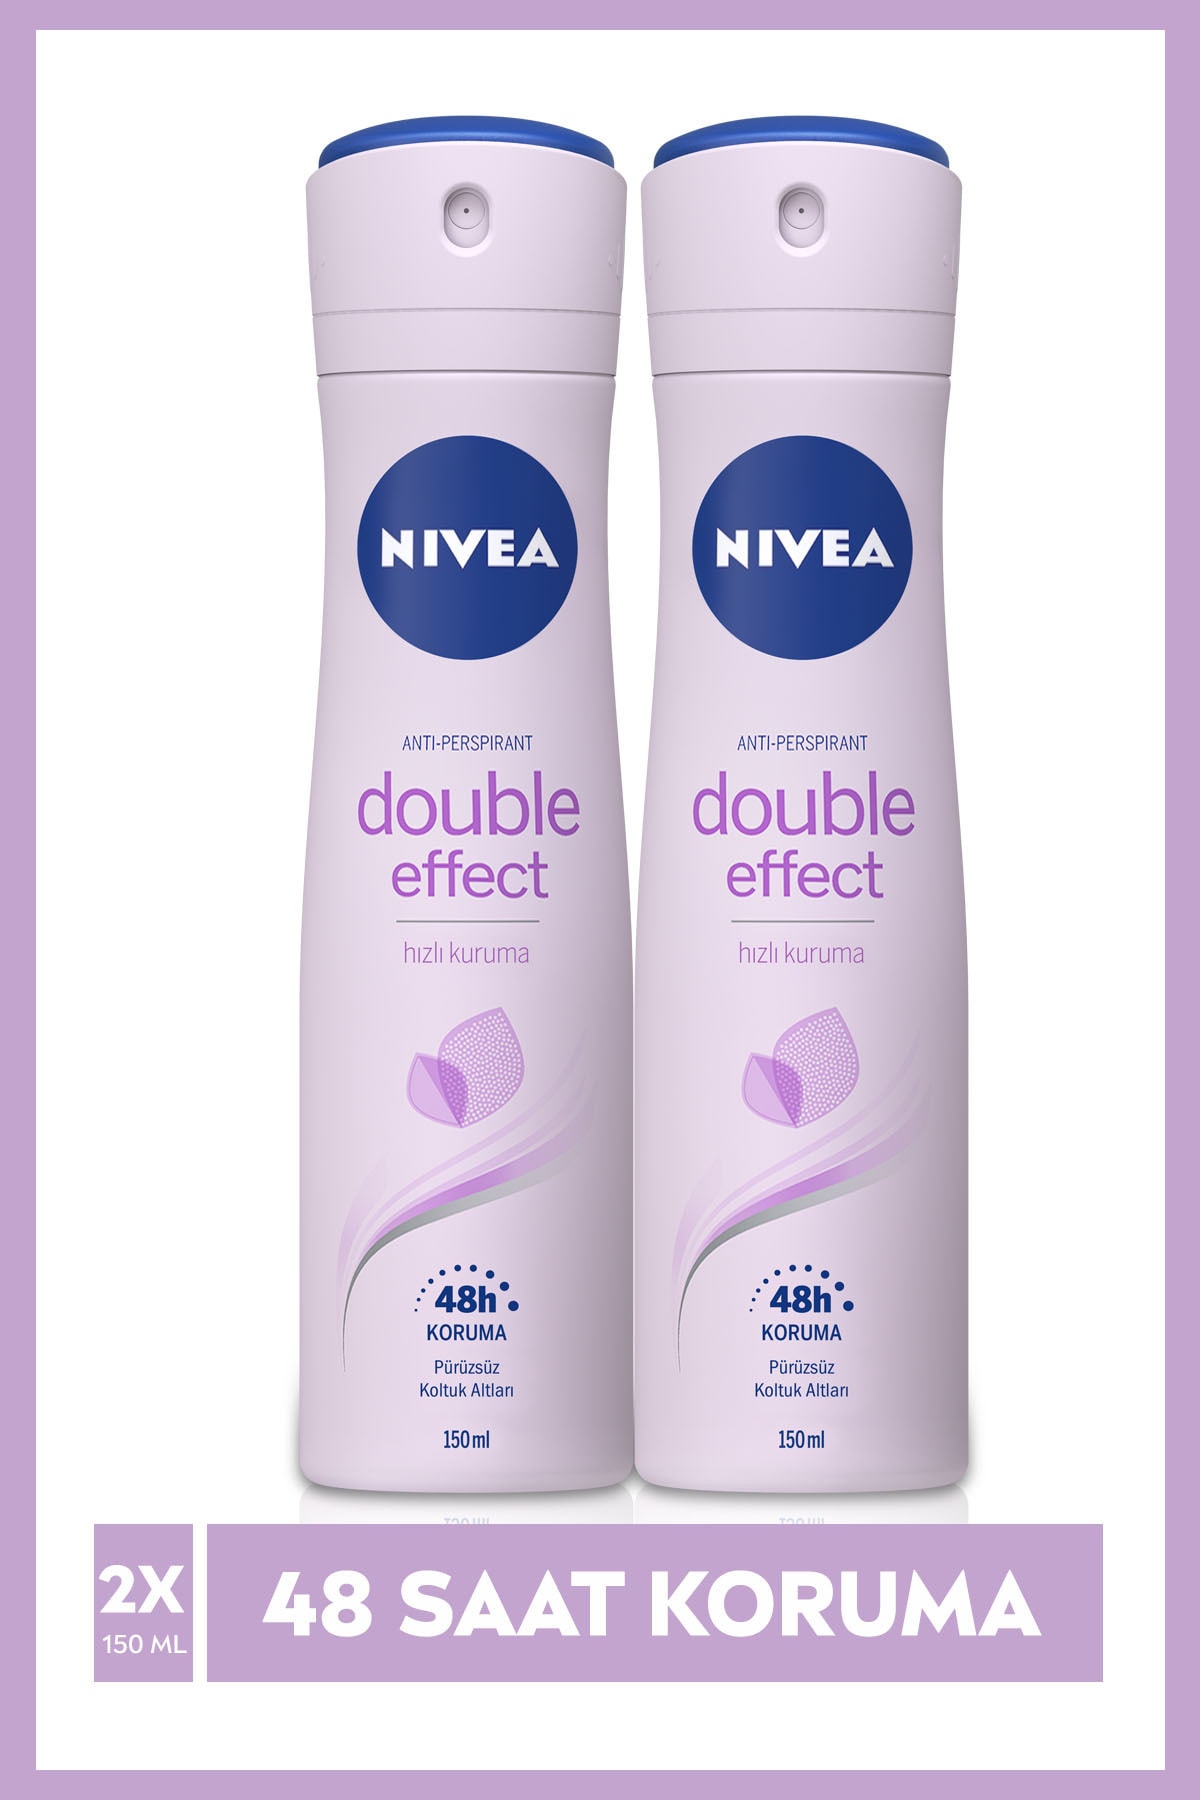 NIVEA
ANTI-PERSPIRANT
double
effect
hızlı kuruma
48h
KORUMA
Pürüzsüz
Koltuk Altları
150ml
NIVEA
ANTI-PERSPIRANT
double
effect
hızlı kuruma
48h
KORUMA
Pürüzsüz
Koltuk Altları
150ml
2X
150 ML
48 SAAT KORUMA